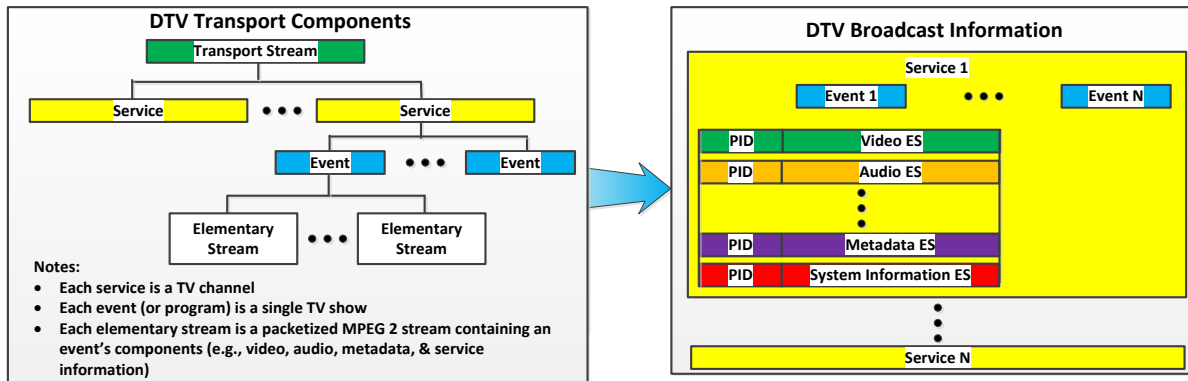 DTV Transport Components
Transport Stream
Service
Service
Event
Event
Elementary
Stream
Elementary
Stream
Notes:
• Each service is a TV channel
• Each event (or program) is a single TV show
• Each elementary stream is a packetized MPEG 2 stream containing an
event's components (e.g., video, audio, metadata, & service
information)
DTV Broadcast Information
Service 1
Event 1
Event N
PID Video ES
PID Audio ES
PID Metadata ES
PID System Information ES
Service N